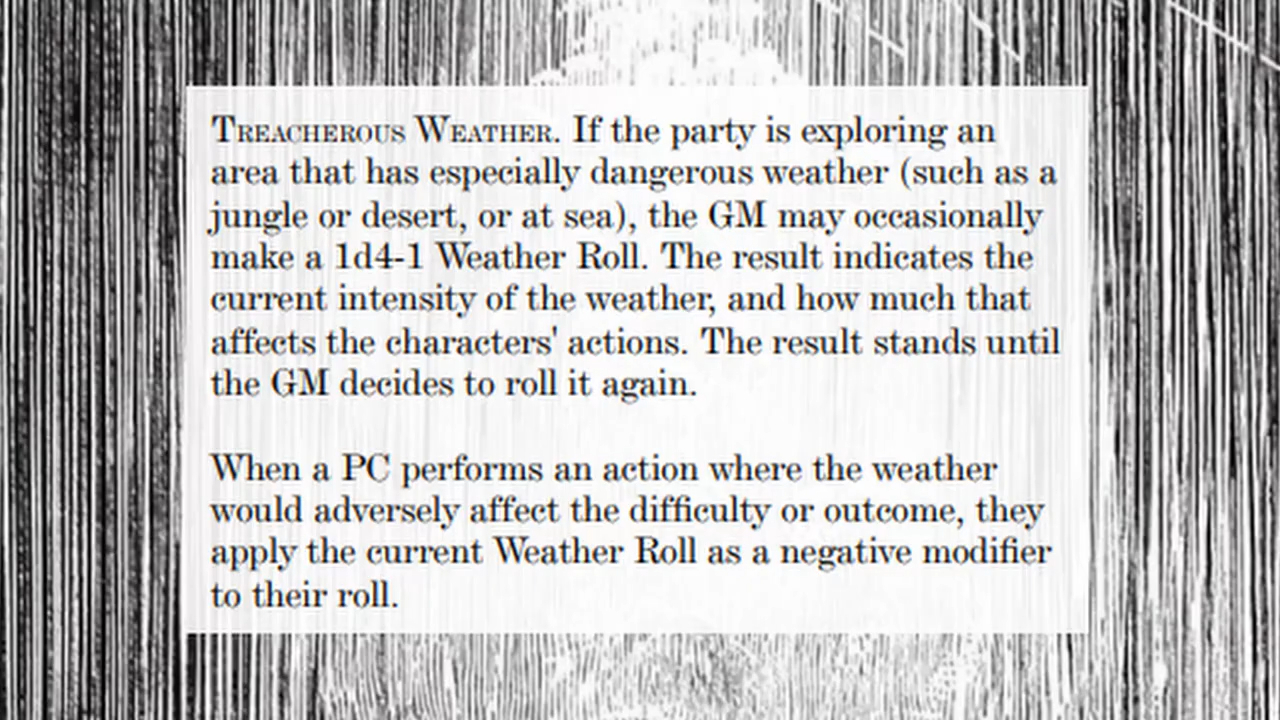 TREACHEROUS WEATHER. If the party is exploring an
area that has especially dangerous weather (such as a
jungle or desert, or at sea), the GM may occasionally
make a 1d4-1 Weather Roll. The result indicates the
current intensity of the weather, and how much that
affects the characters' actions. The result stands until
the GM decides to roll it again.
When a PC performs an action where the weather
would adversely affect the difficulty or outcome, they
apply the current Weather Roll as a negative modifier
to their roll.